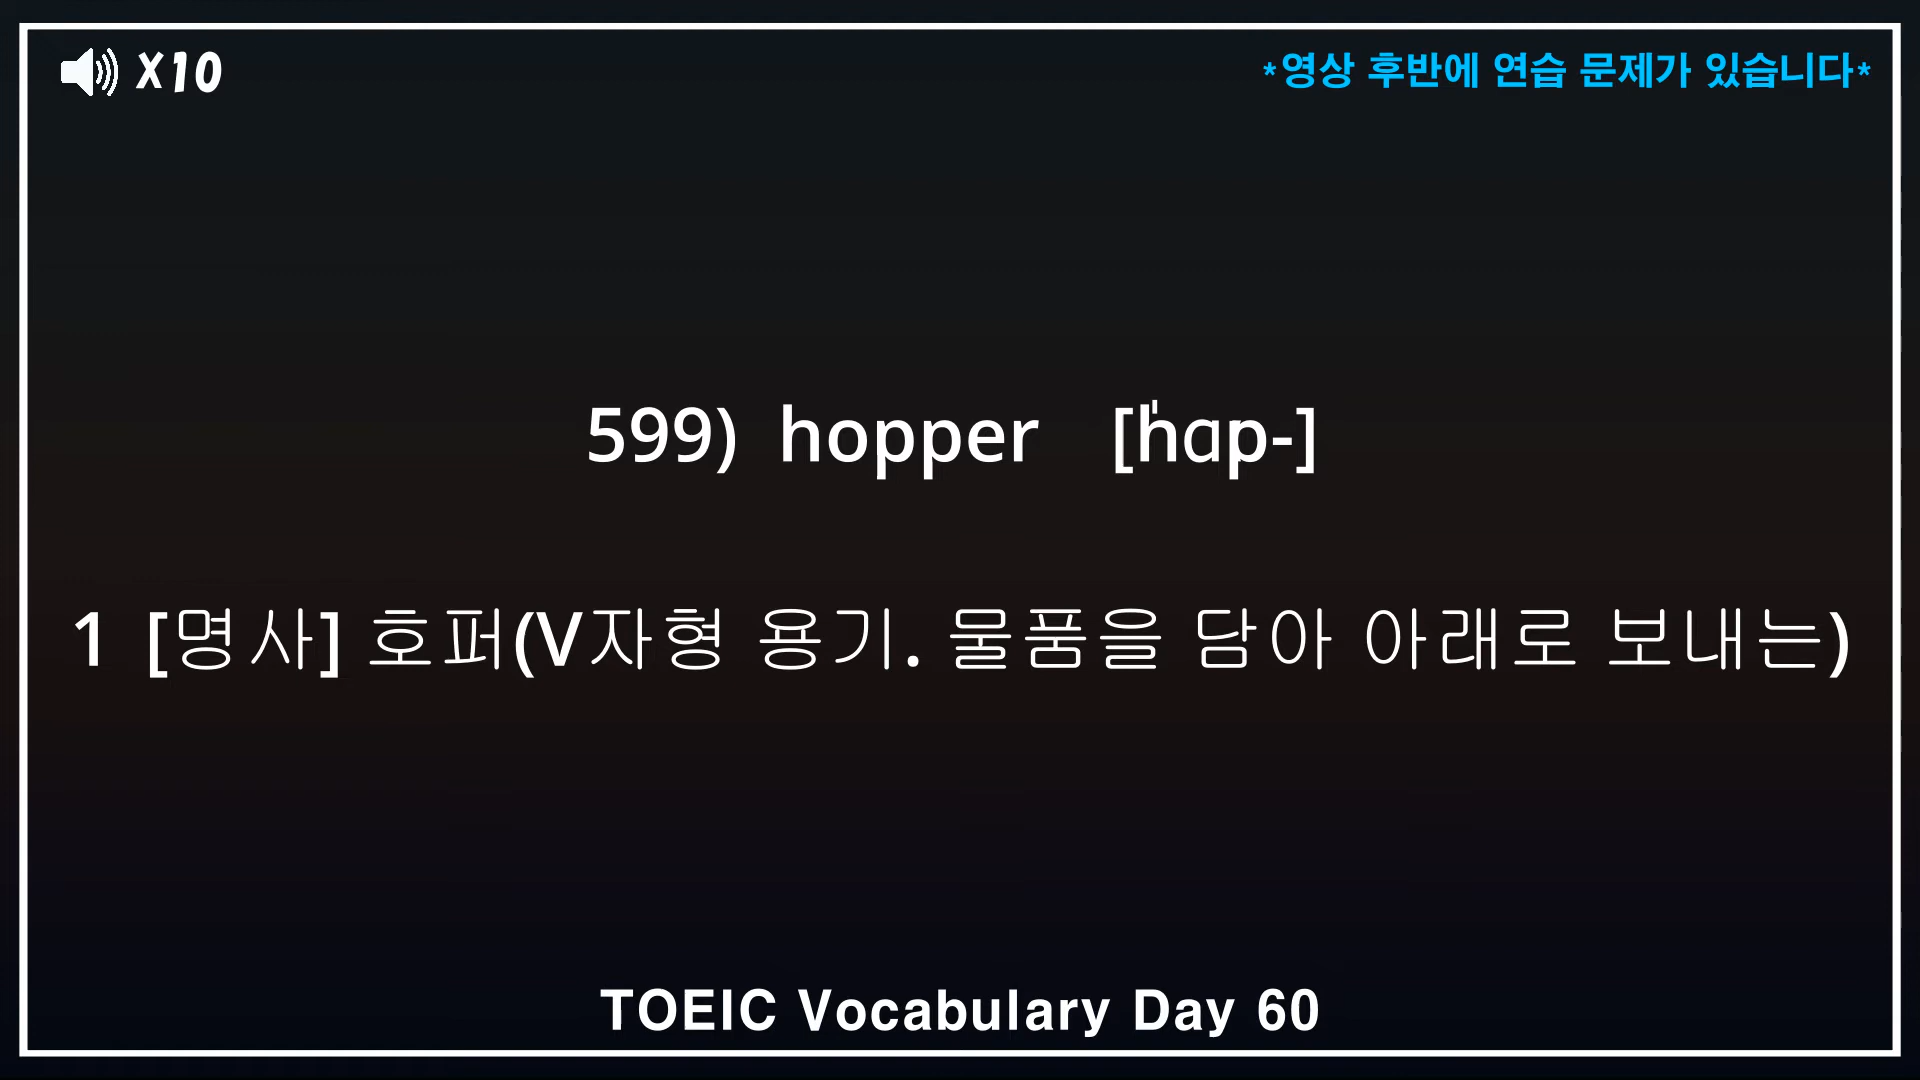 X10
*영상 후반에 연습 문제가 있습니다*
599) hopper [hɑ́p-]
1 [명사] 호퍼(V자형 용기. 물품을 담아 아래로 보내는)
TOEIC Vocabulary Day 60